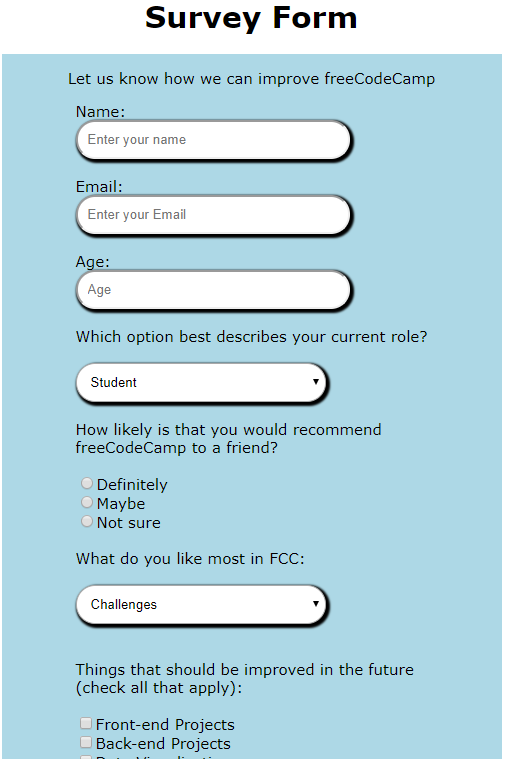 Survey Form
Let us know how we can improve freeCodeCamp
Name:
Enter your name
Email:
Enter your Email
Age:
Age
Which option best describes your current role?
Student
How likely is that you would recommend
freeCodeCamp to a friend?
Definitely
Maybe
Not sure
What do you like most in FCC:
Challenges
Things that should be improved in the future
(check all that apply):
Front-end Projects
Back-end Projects